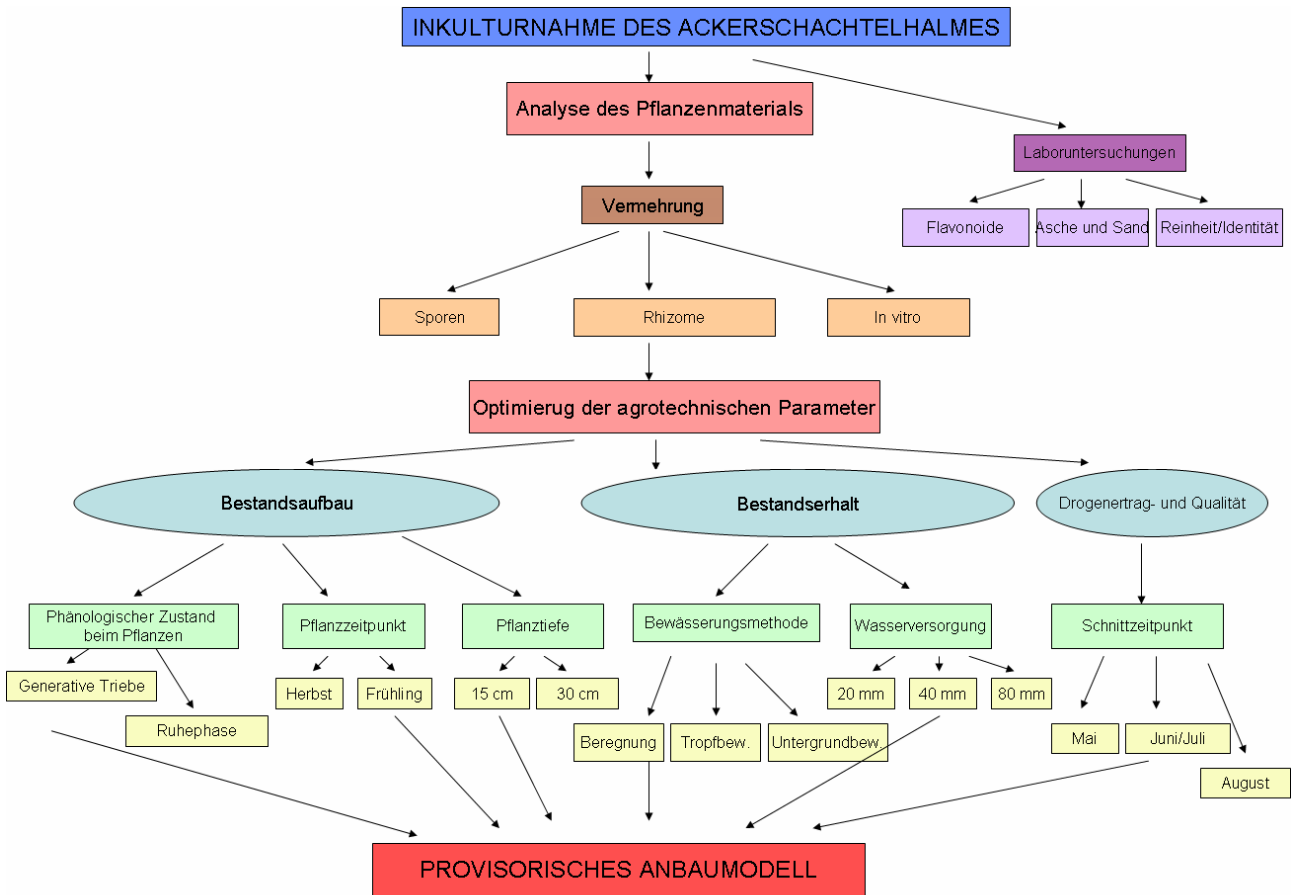 INKULTURNAHME DES ACKERSCHACHTELHALMES
Analyse des Pflanzenmaterials
Laboruntersuchungen
Vermehrung
Flavonoide
Asche und Sand
Reinheit/Identität
Sporen
Rhizome
In vitro
Optimierug der agrotechnischen Parameter
Bestandsaufbau
Bestandserhalt
Drogenertrag- und Qualität
Phänologischer Zustand
beim Pflanzen
Pflanzzeitpunkt
Pflanztiefe
Bewässerungsmethode
Wasserversorgung
Schnittzeitpunkt
Generative Triebe
Ruhephase
Herbst
Frühling
15 cm
30 cm
Beregnung
Tropfbew.
Untergrundbew.
20 mm
40 mm
80 mm
Mai
Juni/Juli
August
PROVISORISCHES ANBAUMODELL